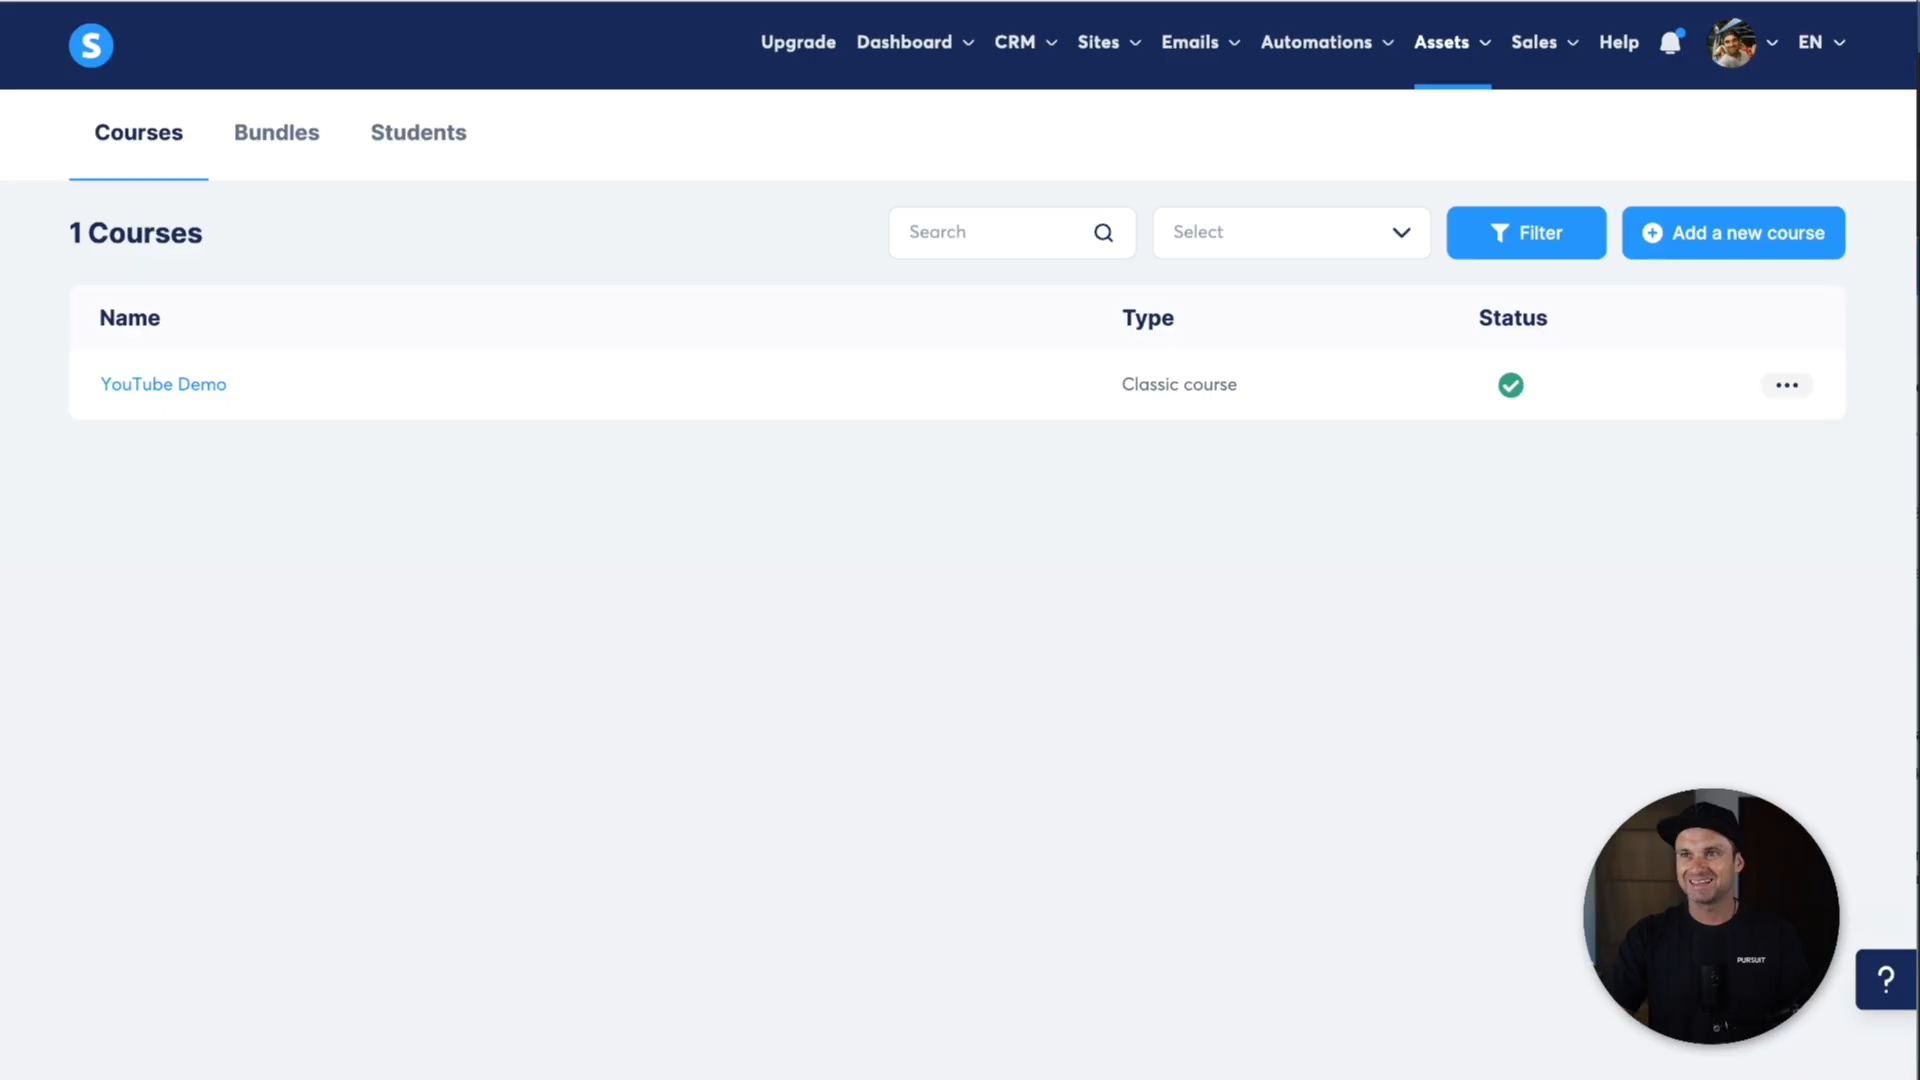 S
Upgrade Dashboard CRM Sites Emails Automations Assets Sales Help EN
Courses Bundles Students
1 Courses
Search
Select
Filter
Add a new course
Name Type Status
YouTube Demo Classic course
PURSUIT
?